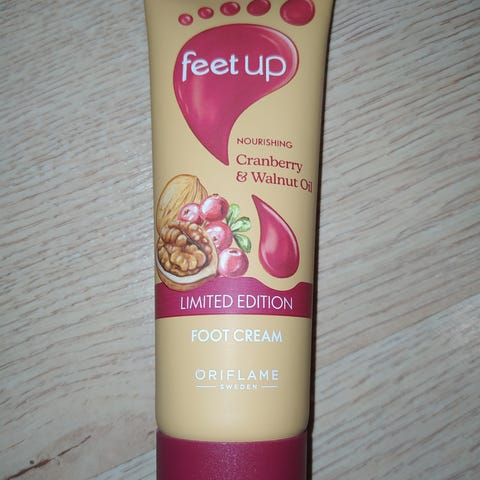 feet up
NOURISHING
Cranberry
& Walnut Oil
LIMITED EDITION
FOOT CREAM
ORIFLAME
SWEDEN